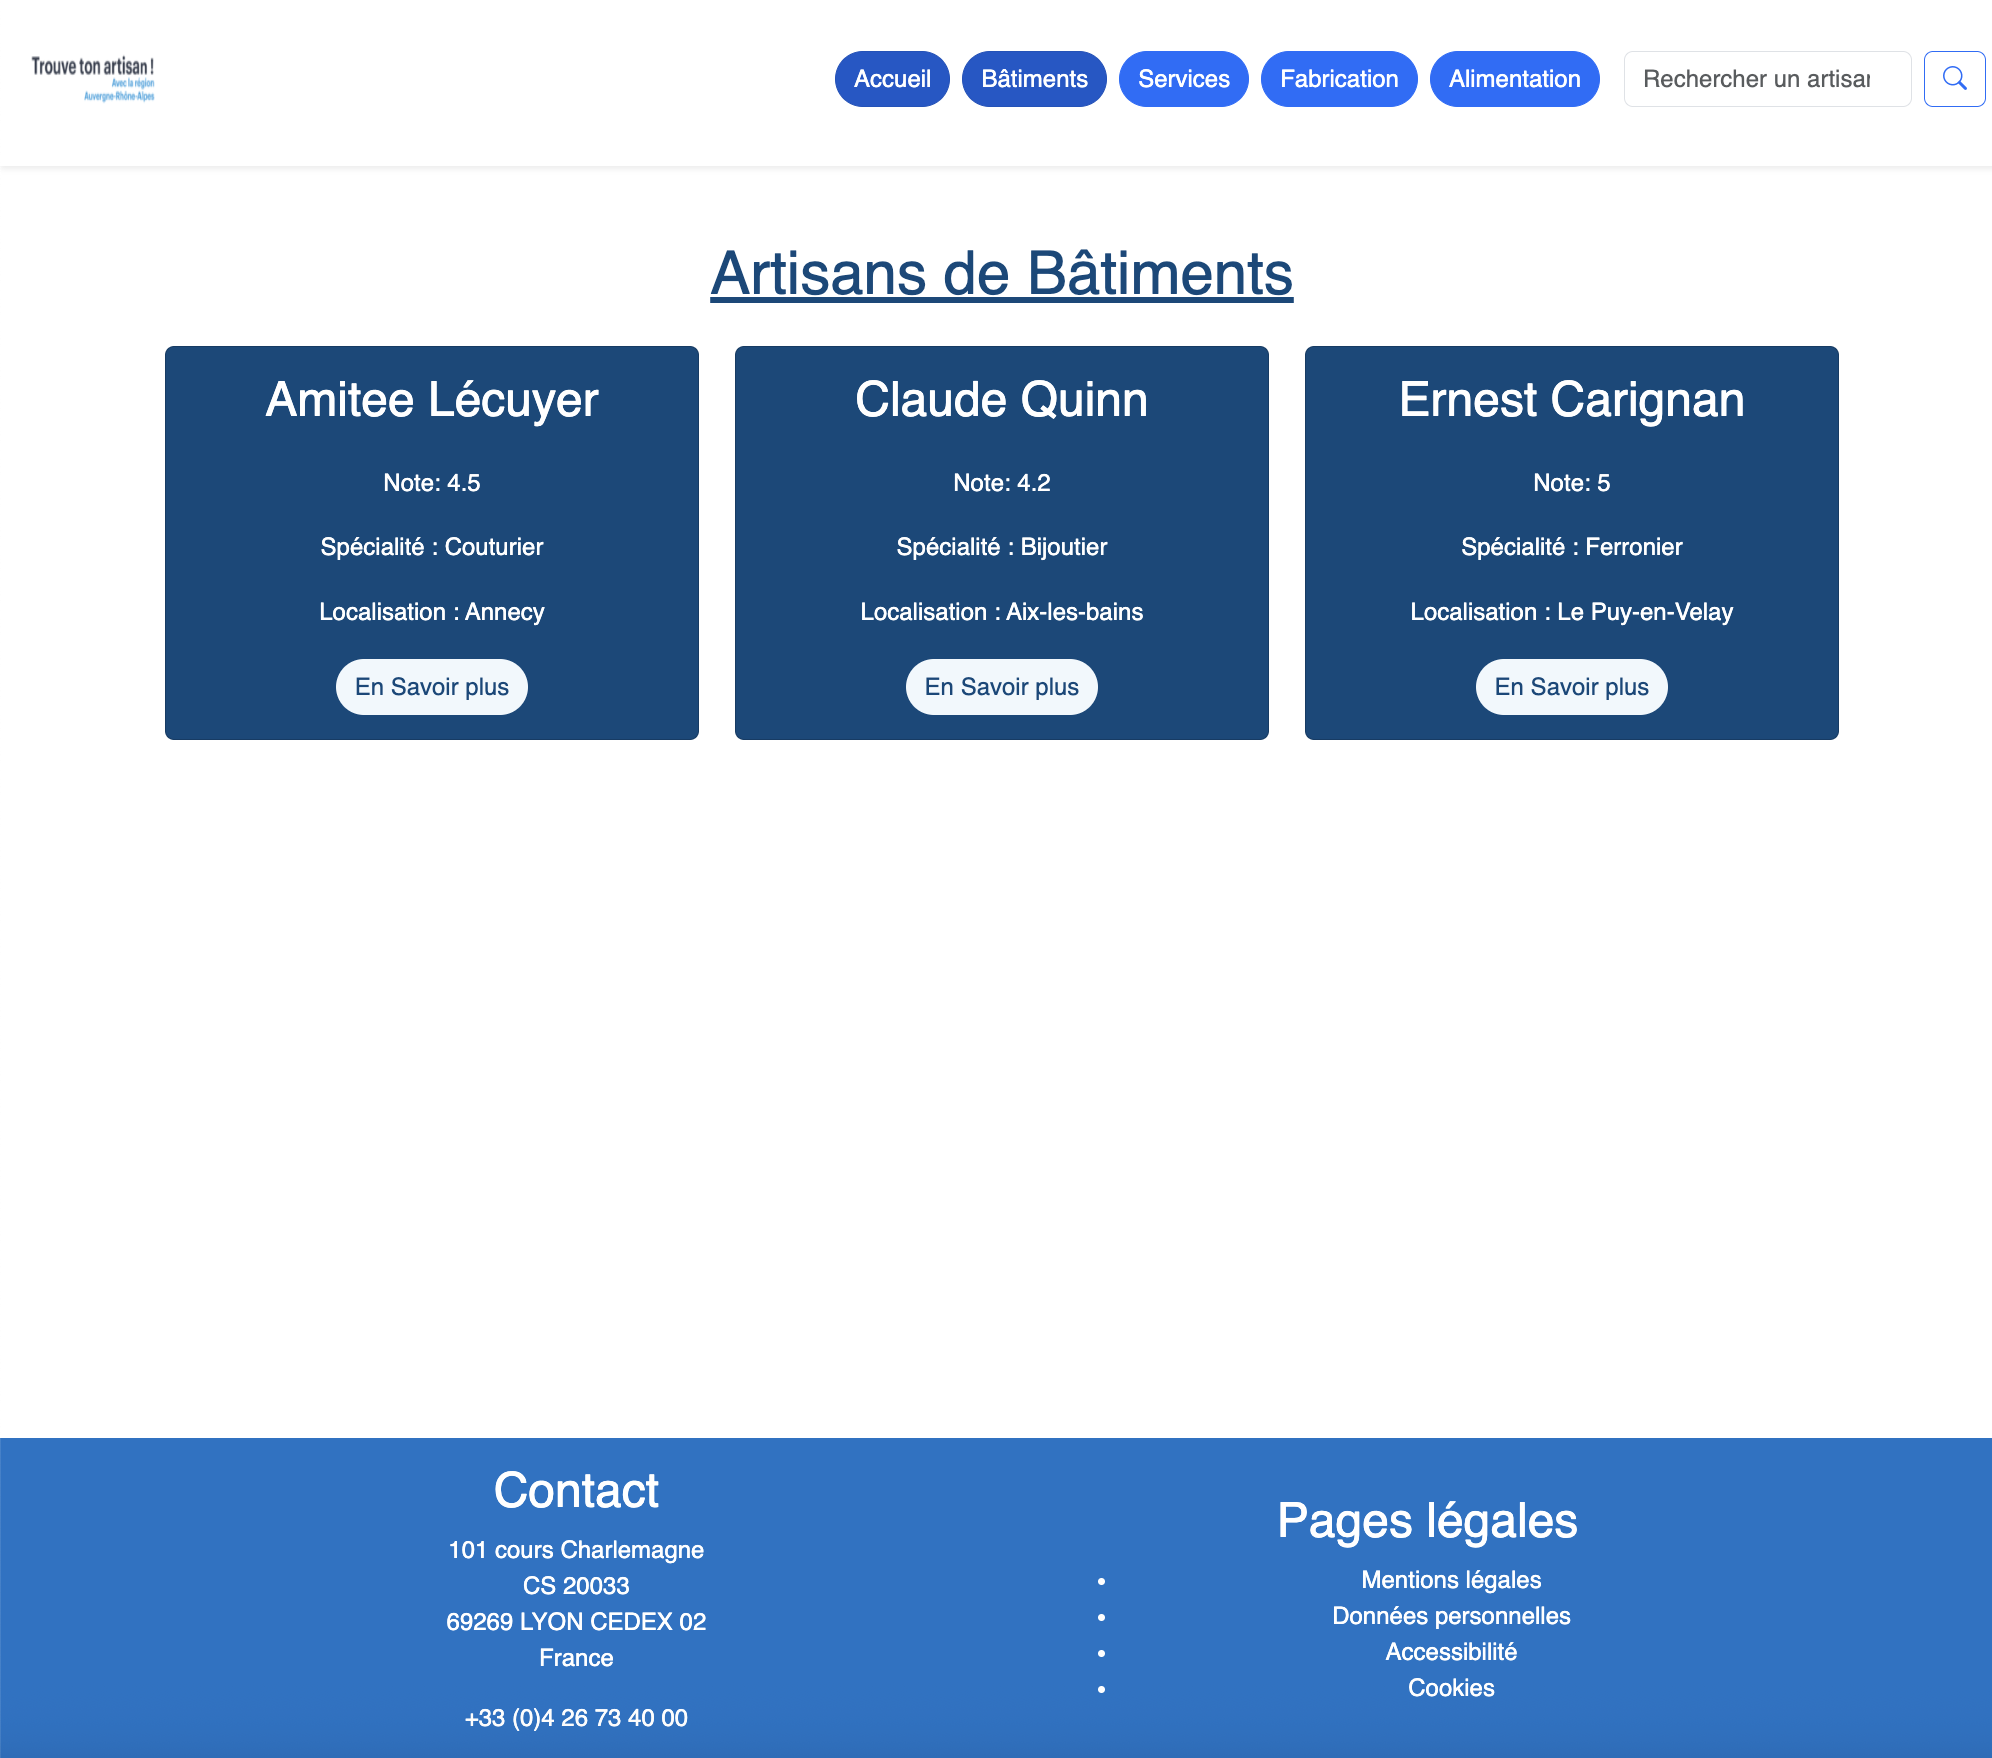 Trouve ton artisan !
Avec la région
Auvergne-Rhône-Alpes
Accueil
Bâtiments
Services
Fabrication
Alimentation
Rechercher un artisan
Artisans de Bâtiments
Amitee Lécuyer
Note: 4.5
Spécialité : Couturier
Localisation : Annecy
En Savoir plus
Claude Quinn
Note: 4.2
Spécialité : Bijoutier
Localisation : Aix-les-bains
En Savoir plus
Ernest Carignan
Note: 5
Spécialité : Ferronier
Localisation : Le Puy-en-Velay
En Savoir plus
Contact
101 cours Charlemagne
CS 20033
69269 LYON CEDEX 02
France
+33 (0)4 26 73 40 00
Pages légales
Mentions légales
Données personnelles
Accessibilité
Cookies